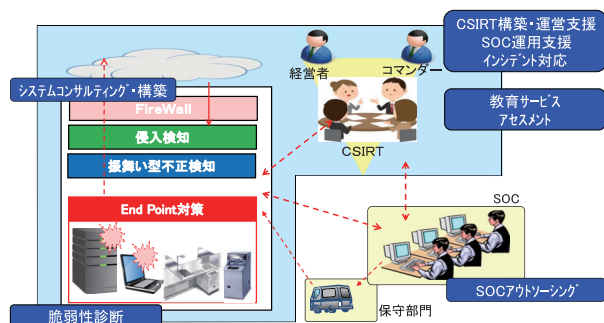 CSIRT構築・運営支援
SOC運用支援
インシデント対応
経営者
コマンダー
システムコンサルティング・構築
FireWall
侵入検知
振舞い型不正検知
教育サービス
アセスメント
CSIRT
End Point対策
SOC
SOCアウトソーシング
保守部門
脆弱性診断